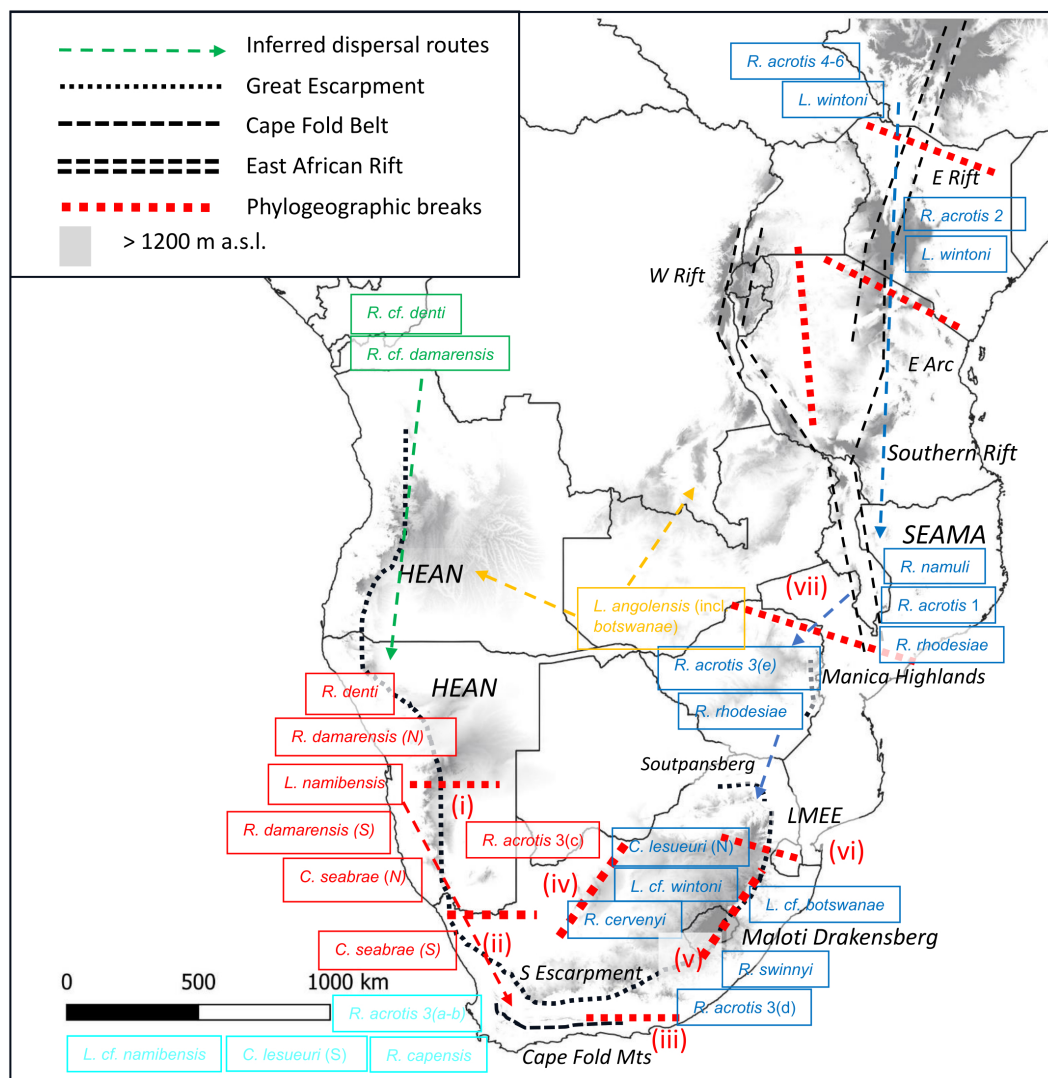 Inferred dispersal routes
Great Escarpment
Cape Fold Belt
East African Rift
Phylogeographic breaks
> 1200 m a.s.l.
R. acrotis 4-6
L. wintoni
E Rift
R. acrotis 2
L. wintoni
W Rift
R. cf. denti
R. cf. damarensis
E Arc
Southern Rift
SEAMA
HEAN
R. namuli
(vii)
L. angolensis (incl.
botswanae)
R. acrotis 1
R. rhodesiae
R. acrotis 3(e)
Manica Highlands
HEAN
R. denti
R. rhodesiae
R. damarensis (N)
Soutpansberg
L. namibensis
(i)
LMEE
R. damarensis (S)
R. acrotis 3(c)
C. lesueuri (N)
(vi)
C. seabrae (N)
(iv)
L. cf. wintoni
L. cf. botswanae
R. cervenyi
Maloti Drakensberg
C. seabrae (S)
(ii)
(v)
S Escarpment
R. swinnyi
0 500 1000 km
R. acrotis 3(a-b)
R. acrotis 3(d)
(iii)
Cape Fold Mts
L. cf. namibensis
C. lesueuri (S)
R. capensis